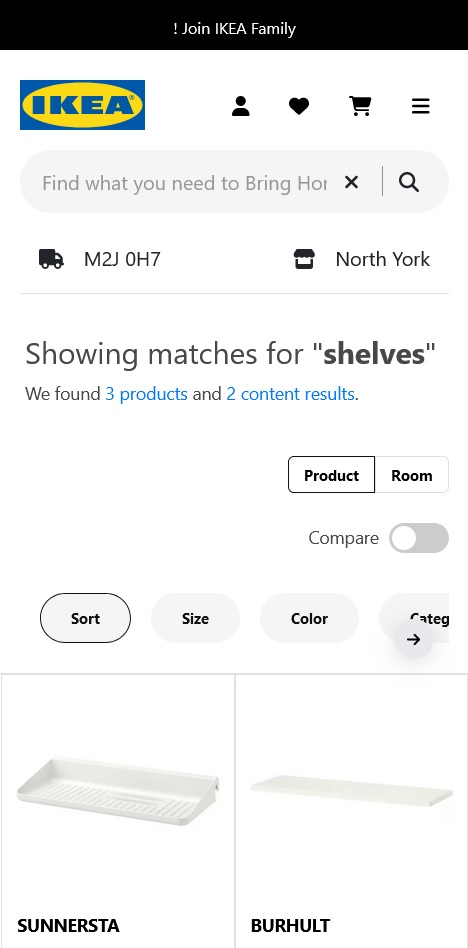 ! Join IKEA Family
IKEA
Find what you need to Bring Hor
M2J 0H7
North York
Showing matches for "shelves"
We found 3 products and 2 content results.
Product
Room
Compare
Sort
Size
Color
Categ
SUNNERSTA
BURHULT